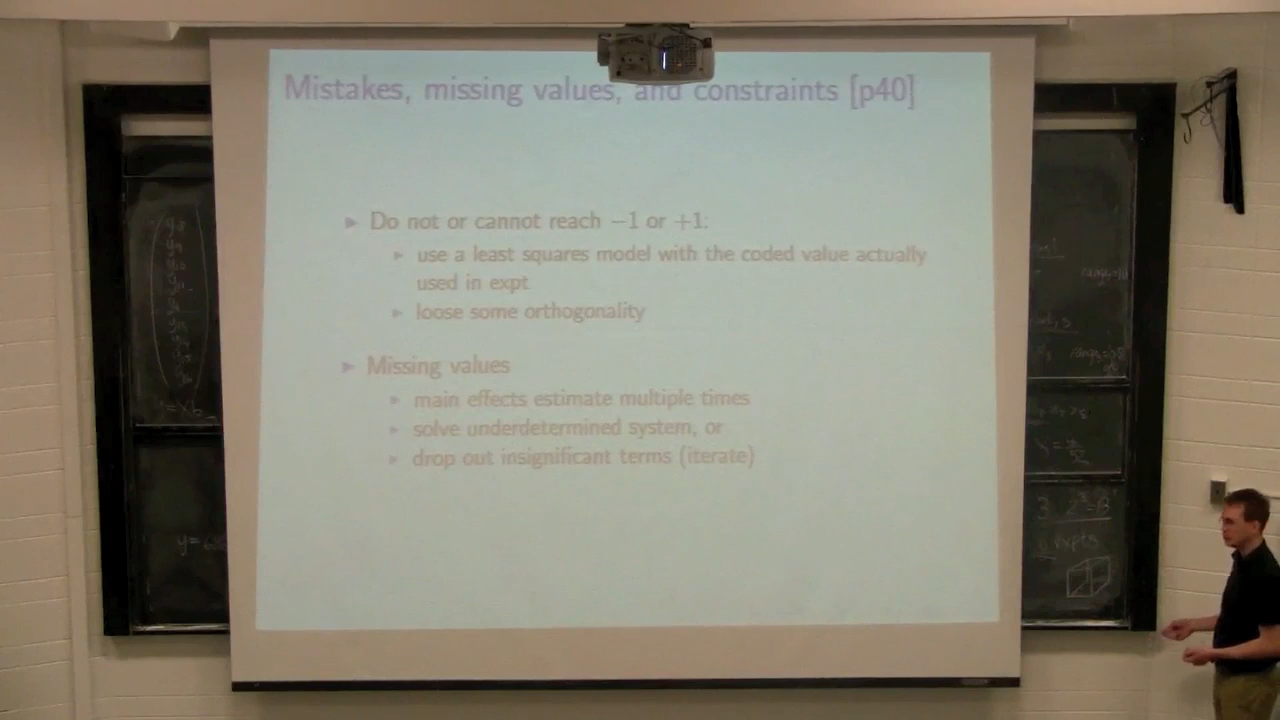 Mistakes, missing values, and constraints [p40]
Do not or cannot reach −1 or +1:
use a least squares model with the coded value actually
used in expt
loose some orthogonality
Missing values
main effects estimate multiple times
solve underdetermined system, or
drop out insignificant terms (iterate)